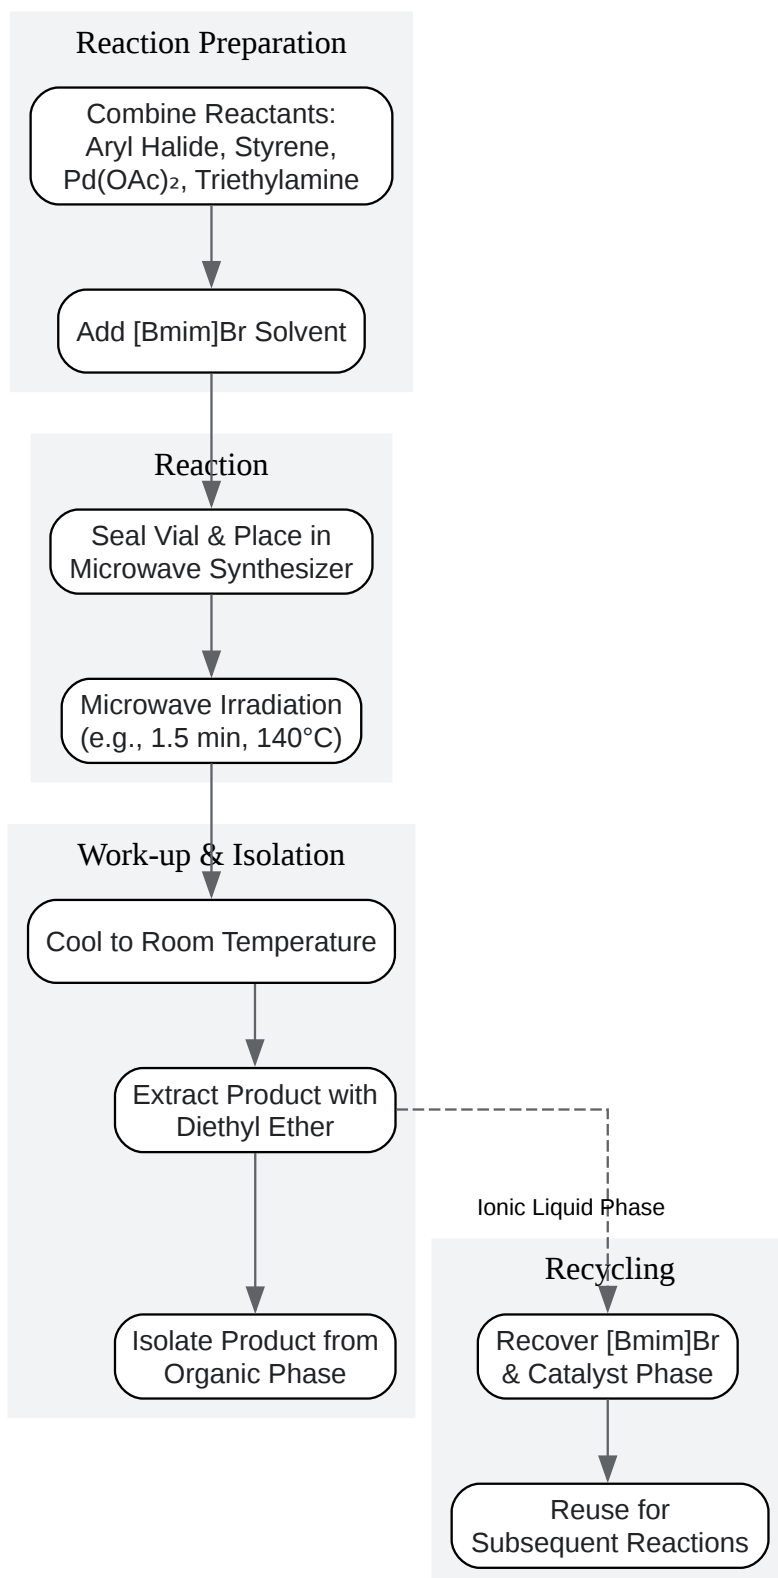 Reaction Preparation
Combine Reactants:
Aryl Halide, Styrene,
Pd(OAc)₂, Triethylamine
Add [Bmim]Br Solvent
Reaction
Seal Vial & Place in
Microwave Synthesizer
Microwave Irradiation
(e.g., 1.5 min, 140°C)
Work-up & Isolation
Cool to Room Temperature
Extract Product with
Diethyl Ether
Ionic Liquid Phase
Isolate Product from
Organic Phase
Recycling
Recover [Bmim]Br
& Catalyst Phase
Reuse for
Subsequent Reactions